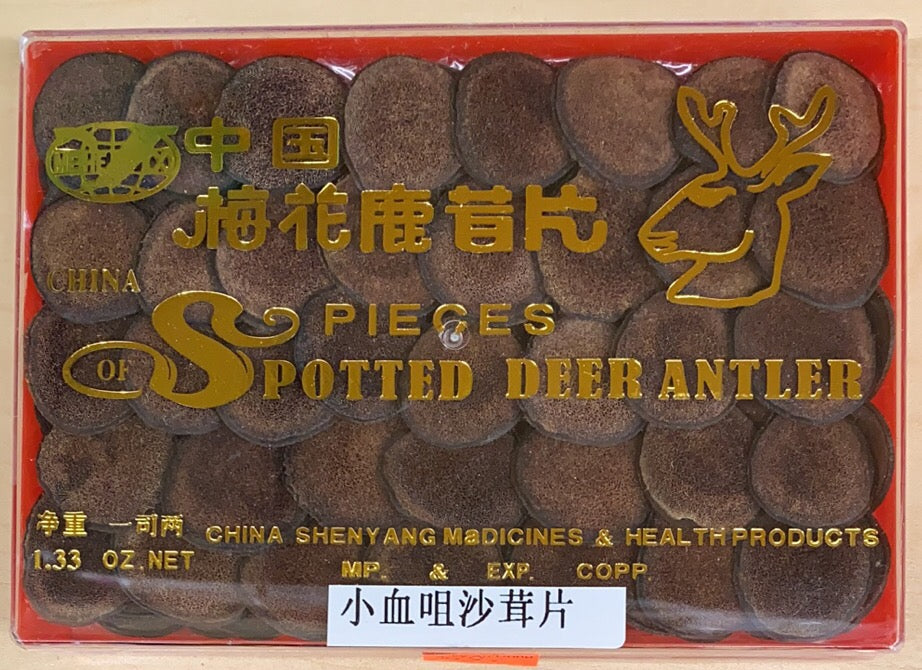 MEHECO
中国
梅花鹿茸片
CHINA
PIECES
OF SPOTTED DEER ANTLER
净重 一司两
1.33 OZ.NET
CHINA SHENYANG MaDICINES & HEALTH PRODUCTS
MP. & EXP. COPP
小血咀沙茸片